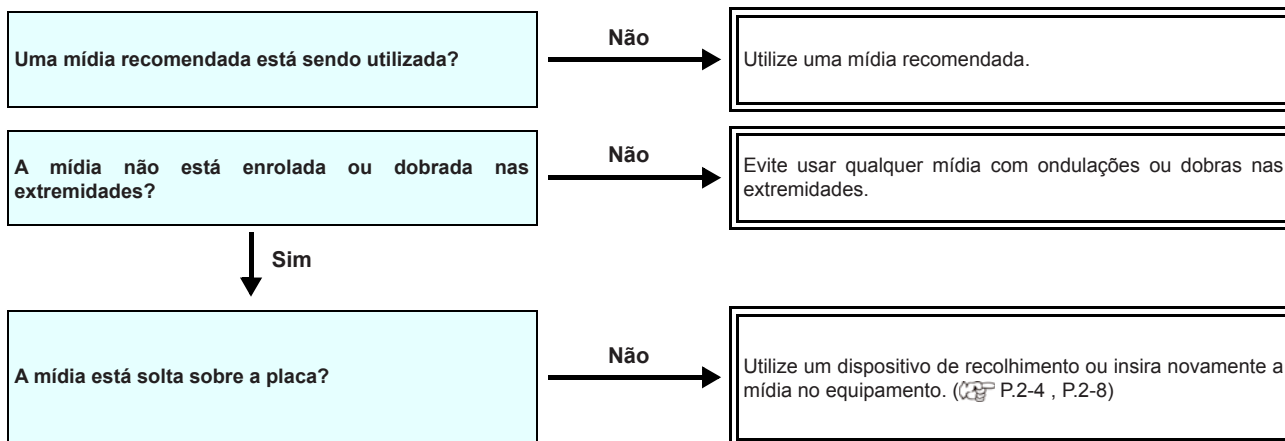 Uma mídia recomendada está sendo utilizada?
Não
Utilize uma mídia recomendada.
A mídia não está enrolada ou dobrada nas
extremidades?
Não
Evite usar qualquer mídia com ondulações ou dobras nas
extremidades.
Sim
A mídia está solta sobre a placa?
Não
Utilize um dispositivo de recolhimento ou insira novamente a
mídia no equipamento. ( P.2-4 , P.2-8)